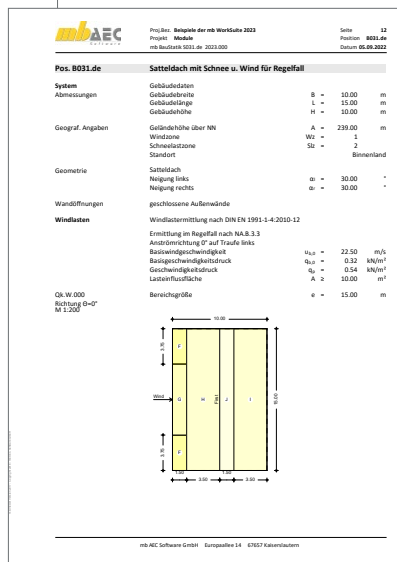 mb AEC
Software
Proj.Bez. Beispiele der mb WorkSuite 2023 Seite 12
Projekt Module Position B031.de
mb BauStatik S031.de 2023.000 Datum 05.09.2022
Pos. B031.de Satteldach mit Schnee u. Wind für Regelfall
System Gebäudedaten
Abmessungen Gebäudebreite B = 10.00 m
Gebäudelänge L = 15.00 m
Gebäudehöhe H = 10.00 m
Geograf. Angaben Geländehöhe über NN A = 239.00 m
Windzone Wz = 1
Schneelastzone Slz = 2
Standort Binnenland
Geometrie Satteldach
Neigung links αl = 30.00 °
Neigung rechts αr = 30.00 °
Wandöffnungen geschlossene Außenwände
Windlasten Windlastermittlung nach DIN EN 1991-1-4:2010-12
Ermittlung im Regelfall nach NA.B.3.3
Anströmrichtung 0° auf Traufe links
Basiswindgeschwindigkeit ub,0 = 22.50 m/s
Basisgeschwindigkeitsdruck qb,0 = 0.32 kN/m²
Geschwindigkeitsdruck qp = 0.54 kN/m²
Lasteinflussfläche A ≥ 10.00 m²
Qk.W.000 Bereichsgröße e = 15.00 m
Richtung Θ=0°
M 1:200
10.00
3.75
F
Wind
G H First J I
15.00
3.75
F
1.50 1.50
3.50 3.50
mb AEC Software GmbH Europaallee 14 67657 Kaiserslautern